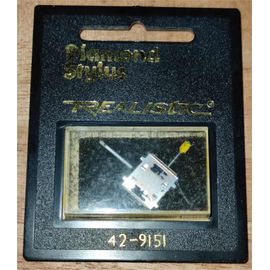 Diamond
Stylus
REALISTIC
42-9151